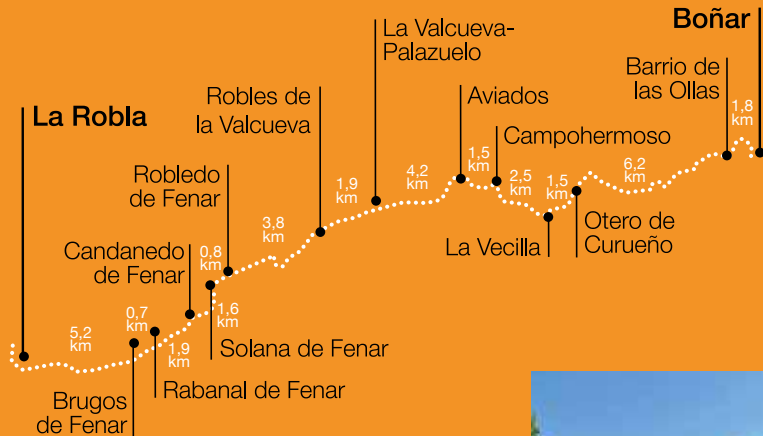 La Robla
5,2
km
Brugos
de Fenar
0,7
km
Rabanal de Fenar
1,9
km
Candanedo
de Fenar
1,6
km
Solana de Fenar
0,8
km
Robledo
de Fenar
3,8
km
Robles de
la Valcueva
1,9
km
La Valcueva-
Palazuelo
4,2
km
Aviados
1,5
km
Campohermoso
2,5
km
La Vecilla
1,5
km
Otero de
Curueño
6,2
km
Barrio de
las Ollas
1,8
km
Boñar